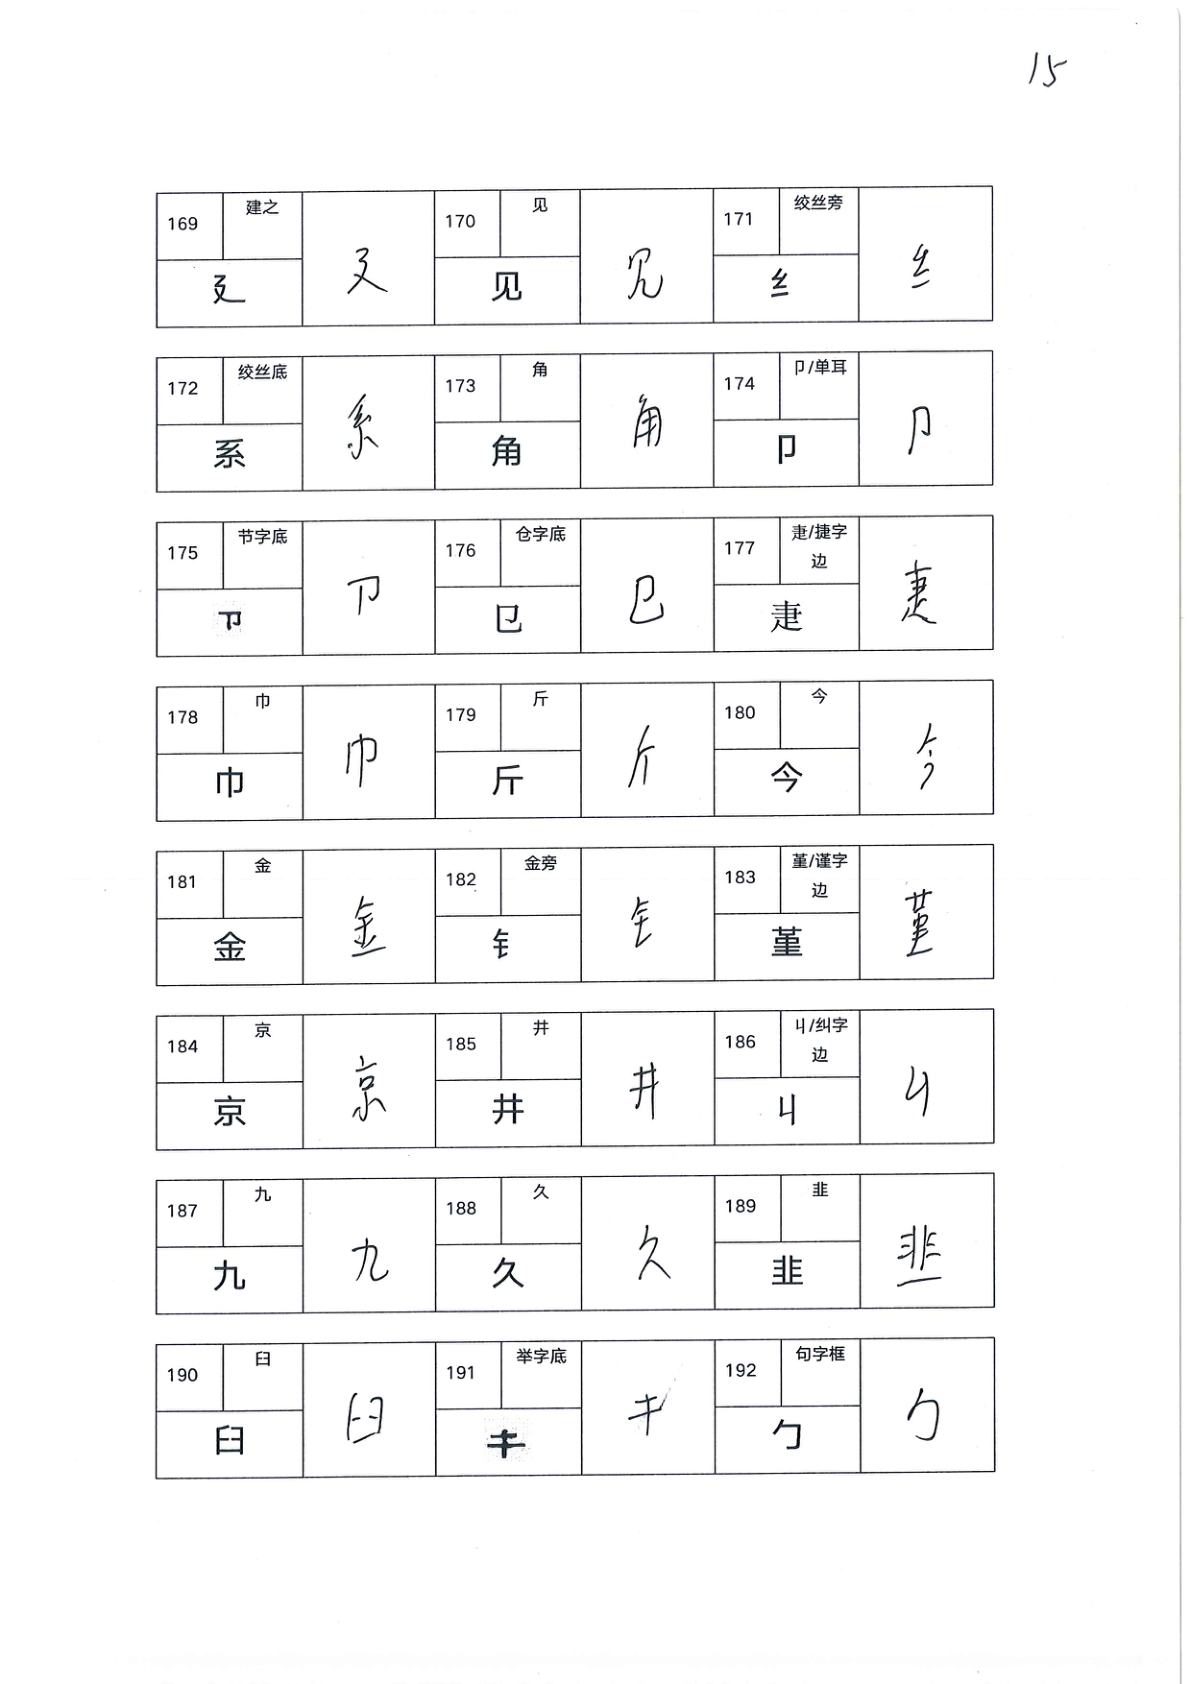 15
169 建之 廴 廴 170 见 见 见 171 绞丝旁 纟 纟
172 绞丝底 系 系 173 角 角 角 174 卩/单耳 卩 卩
175 节字底 卩 卩 176 仓字底 㔾 㔾 177 疌/捷字边 疌 疌
178 巾 巾 巾 179 斤 斤 斤 180 今 今 今
181 金 金 金 182 金旁 钅 钅 183 堇/谨字边 堇 堇
184 京 京 京 185 井 井 井 186 丩/纠字边 丩 丩
187 九 九 九 188 久 久 久 189 韭 韭 韭
190 臼 臼 臼 191 举字底 キ キ 192 句字框 勹 勹